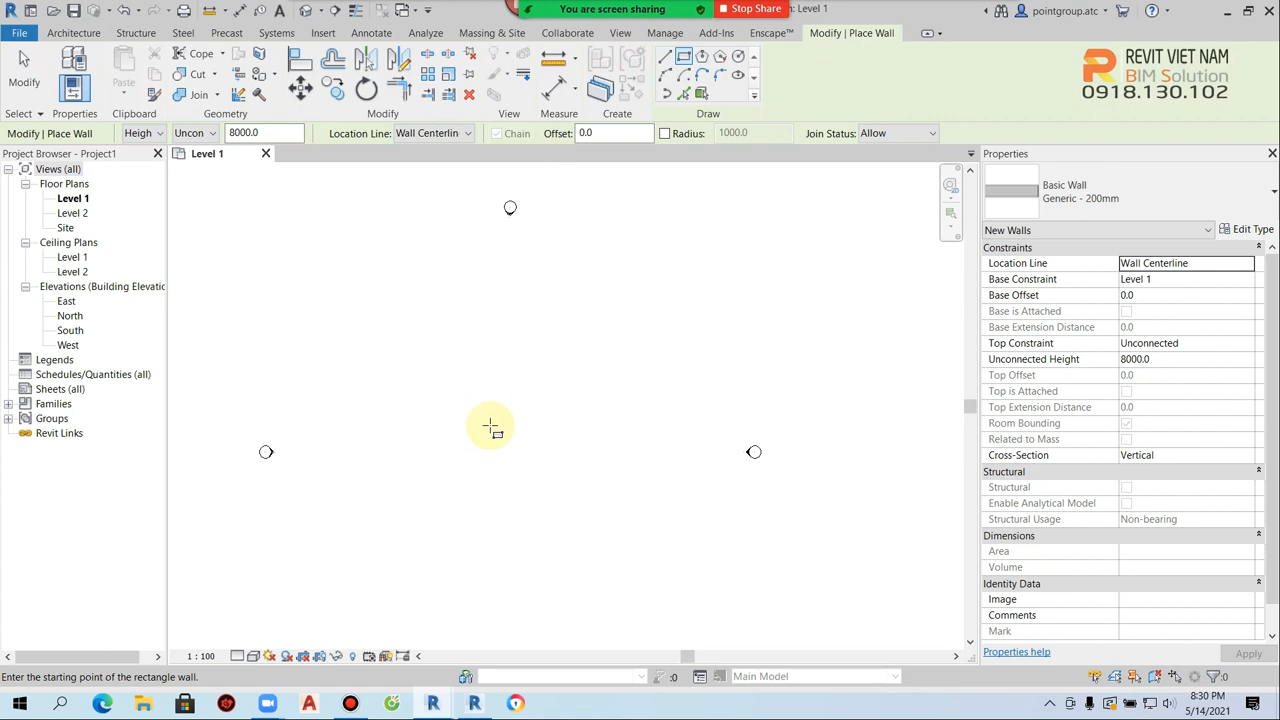 You are screen sharing
Stop Share
: Level 1
pointgroup.atc
File
Architecture
Structure
Steel
Precast
Systems
Insert
Annotate
Analyze
Massing & Site
Collaborate
View
Manage
Add-Ins
Enscape™
Modify | Place Wall
REVIT VIET NAM
BIM Solution
0918.130.102
Modify
Paste
Cope
Cut
Join
Select
Properties
Clipboard
Geometry
Modify
View
Measure
Create
Draw
Modify | Place Wall
Heigh
Uncon
8000.0
Location Line:
Wall Centerlin
Chain
Offset:
0.0
Radius:
1000.0
Join Status:
Allow
Project Browser - Project1
Level 1
Properties
Views (all)
Floor Plans
Level 1
Level 2
Site
Ceiling Plans
Level 1
Level 2
Elevations (Building Elevatio
East
North
South
West
Legends
Schedules/Quantities (all)
Sheets (all)
Families
Groups
Revit Links
Basic Wall
Generic - 200mm
New Walls
Edit Type
Constraints
Location Line Wall Centerline
Base Constraint Level 1
Base Offset 0.0
Base is Attached
Base Extension Distance 0.0
Top Constraint Unconnected
Unconnected Height 8000.0
Top Offset 0.0
Top is Attached
Top Extension Distance 0.0
Room Bounding
Related to Mass
Cross-Section Vertical
Structural
Structural
Enable Analytical Model
Structural Usage Non-bearing
Dimensions
Area
Volume
Identity Data
Image
Comments
Mark
Properties help
Apply
1 : 100
Enter the starting point of the rectangle wall.
:0
Main Model
:0
8:30 PM
5/14/2021